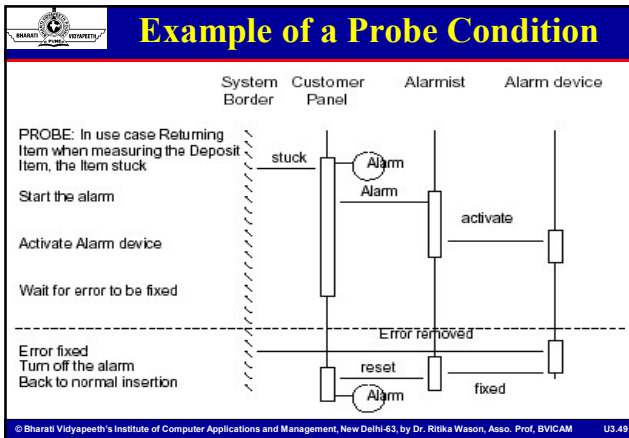 BHARATI VIDYAPEETH
PUNE
Example of a Probe Condition
System Border
Customer Panel
Alarmist
Alarm device
PROBE: In use case Returning
Item when measuring the Deposit
Item, the Item stuck
stuck
Alarm
Start the alarm
Alarm
activate
Activate Alarm device
Wait for error to be fixed
Error removed
Error fixed
Turn off the alarm
reset
Back to normal insertion
fixed
Alarm
© Bharati Vidyapeeth's Institute of Computer Applications and Management, New Delhi-63, by Dr. Ritika Wason, Asso. Prof, BVICAM U3.49